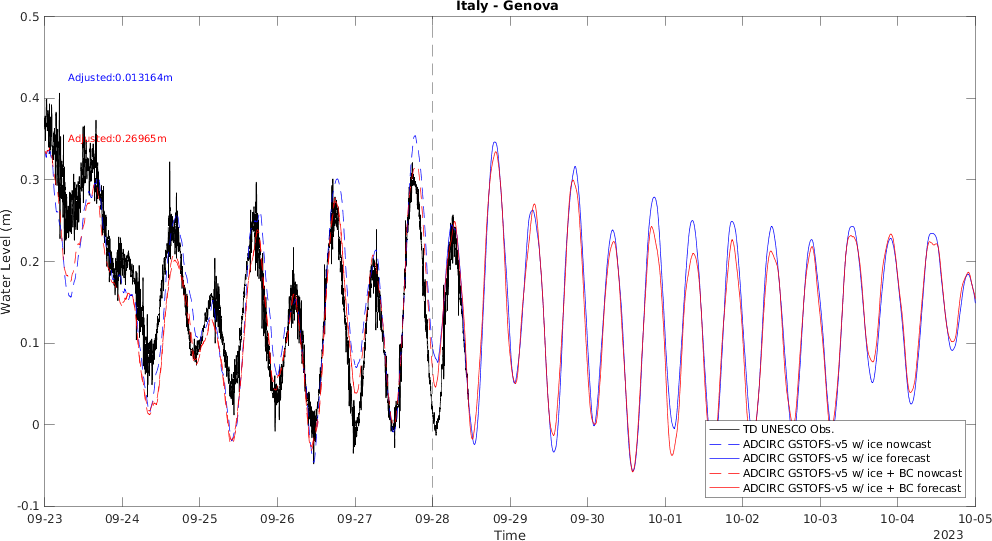 Italy - Genova
0.5
0.4
0.3
0.2
0.1
0
-0.1
Water Level (m)
Adjusted:0.013164m
Adjusted:0.26965m
TD UNESCO Obs.
ADCIRC GSTOFS-v5 w/ ice nowcast
ADCIRC GSTOFS-v5 w/ ice forecast
ADCIRC GSTOFS-v5 w/ ice + BC nowcast
ADCIRC GSTOFS-v5 w/ ice + BC forecast
09-23 09-24 09-25 09-26 09-27 09-28 09-29 09-30 10-01 10-02 10-03 10-04 10-05
Time
2023